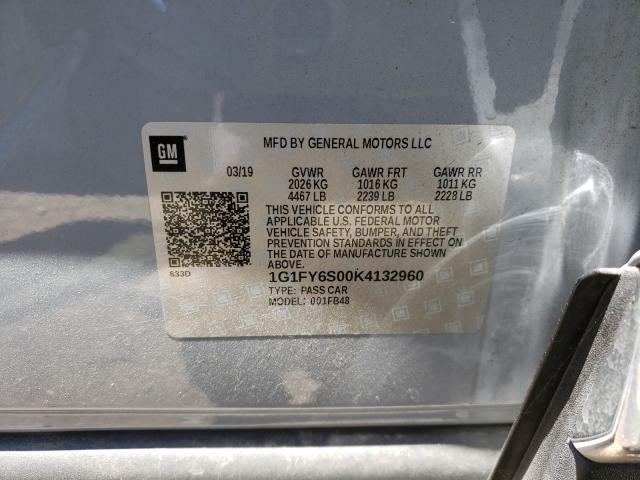 GM
MFD BY GENERAL MOTORS LLC
03/19 GVWR GAWR FRT GAWR RR
2026 KG 1016 KG 1011 KG
4467 LB 2239 LB 2228 LB
THIS VEHICLE CONFORMS TO ALL
APPLICABLE U.S. FEDERAL MOTOR
VEHICLE SAFETY, BUMPER, AND THEFT
PREVENTION STANDARDS IN EFFECT ON
THE DATE OF MANUFACTURE SHOWN
ABOVE.
633D
1G1FY6S00K4132960
TYPE: PASS CAR
MODEL: 001FB48